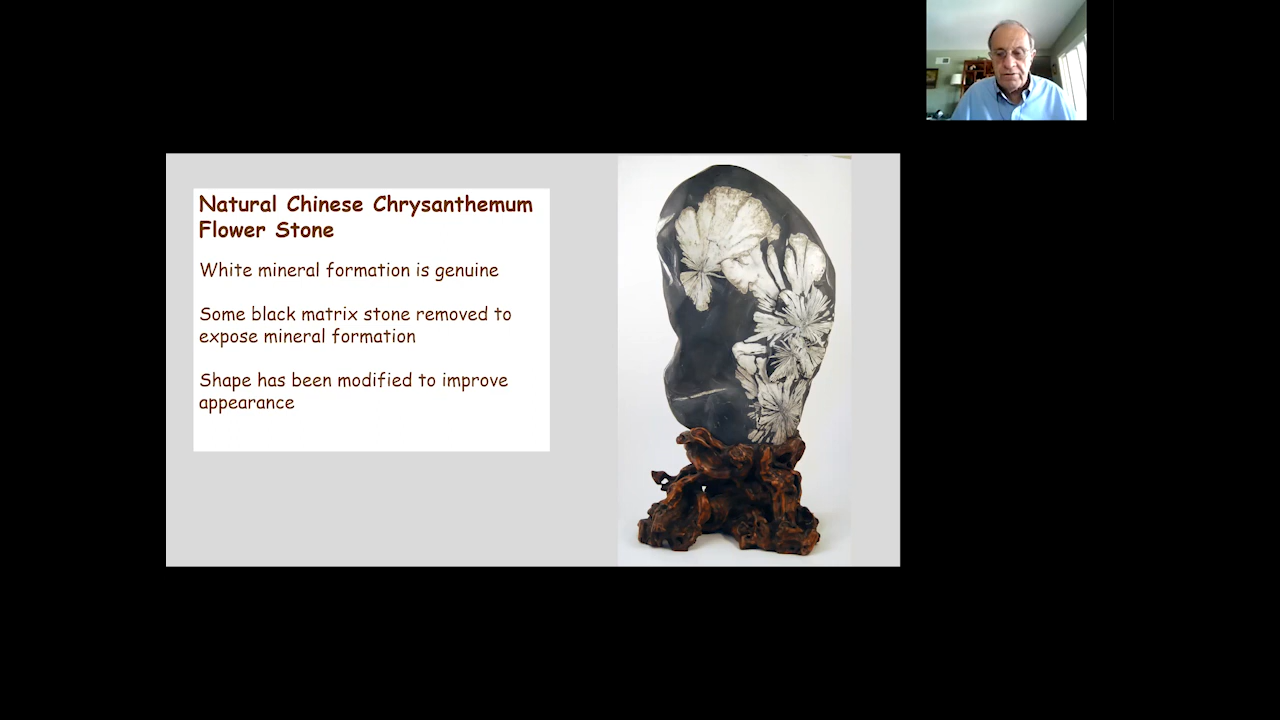 Natural Chinese Chrysanthemum
Flower Stone
White mineral formation is genuine
Some black matrix stone removed to
expose mineral formation
Shape has been modified to improve
appearance